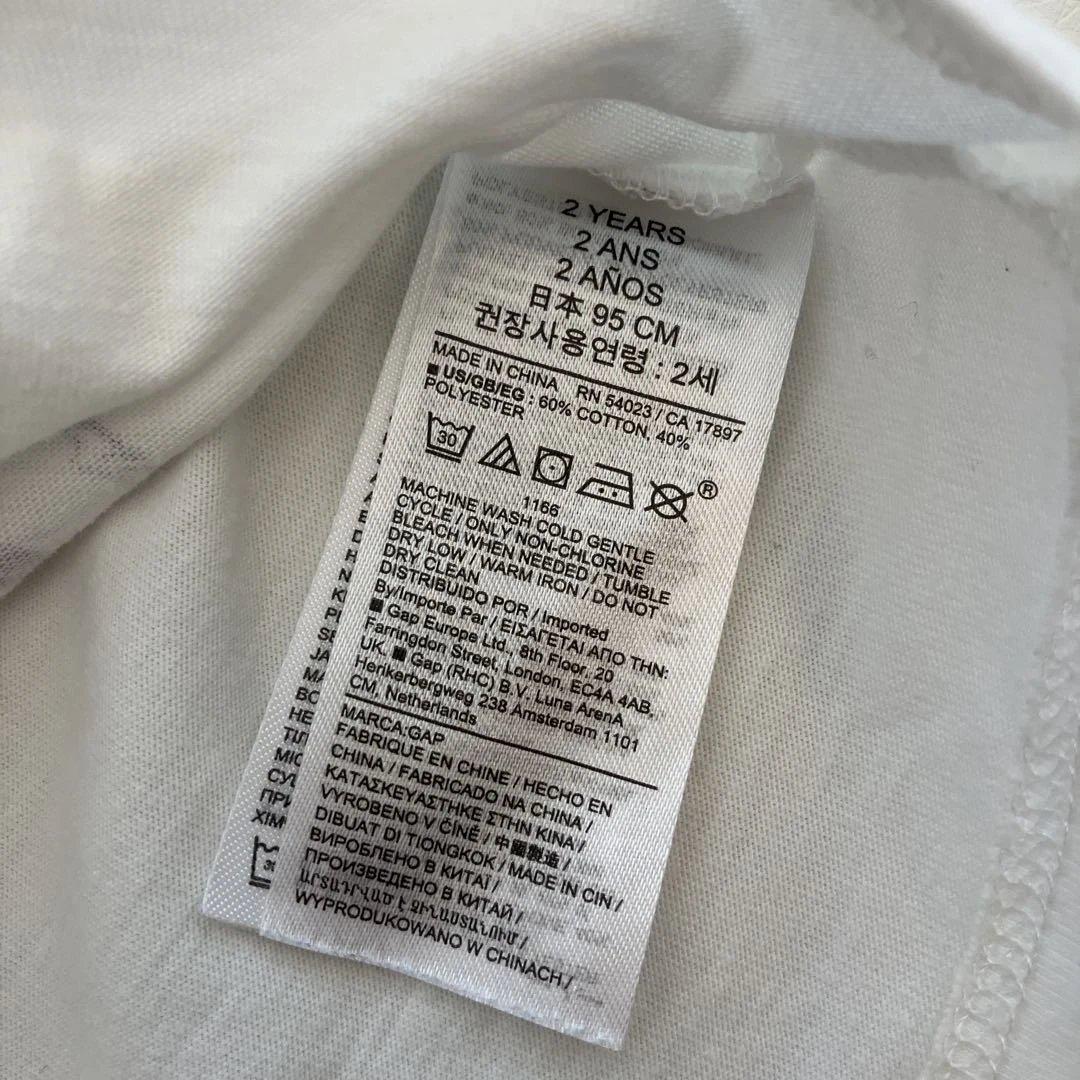 2 YEARS
2 ANS
2 AÑOS
日本 95 CM
권장사용연령 : 2세
MADE IN CHINA RN 54023 / CA 17897
■ US/GB/EG : 60% COTTON, 40%
POLYESTER
30
®
1166
MACHINE WASH COLD GENTLE
CYCLE / ONLY NON-CHLORINE
BLEACH WHEN NEEDED / TUMBLE
DRY LOW / WARM IRON / DO NOT
DRY CLEAN
DISTRIBUIDO POR / Imported
By/Importe Par / ΕΙΣΑΓΕΤΑΙ ΑΠΟ ΤΗΝ:
■ Gap Europe Ltd., 8th Floor, 20
Farringdon Street, London, EC4A 4AB,
UK, ■ Gap (RHC) B.V. Luna ArenA
Herikerbergweg 238 Amsterdam 1101
CM, Netherlands
MARCA:GAP
FABRIQUE EN CHINE / HECHO EN
CHINA / FABRICADO NA CHINA /
ΚΑΤΑΣΚΕΥΑΣΤΗΚΕ ΣΤΗΝ ΚΙΝΑ /
VYROBENO V ČÍNĚ / 中國製造 /
DIBUAT DI TIONGKOK / MADE IN CIN /
ВИРОБЛЕНО В КИТАЇ /
ПРОИЗВЕДЕНО В КИТАЙ /
ԱՐՏԱԴՐՎԱԾ Է ՉԻՆԱՍՏԱՆՈՒՄ /
WYPRODUKOWANO W CHINACH /